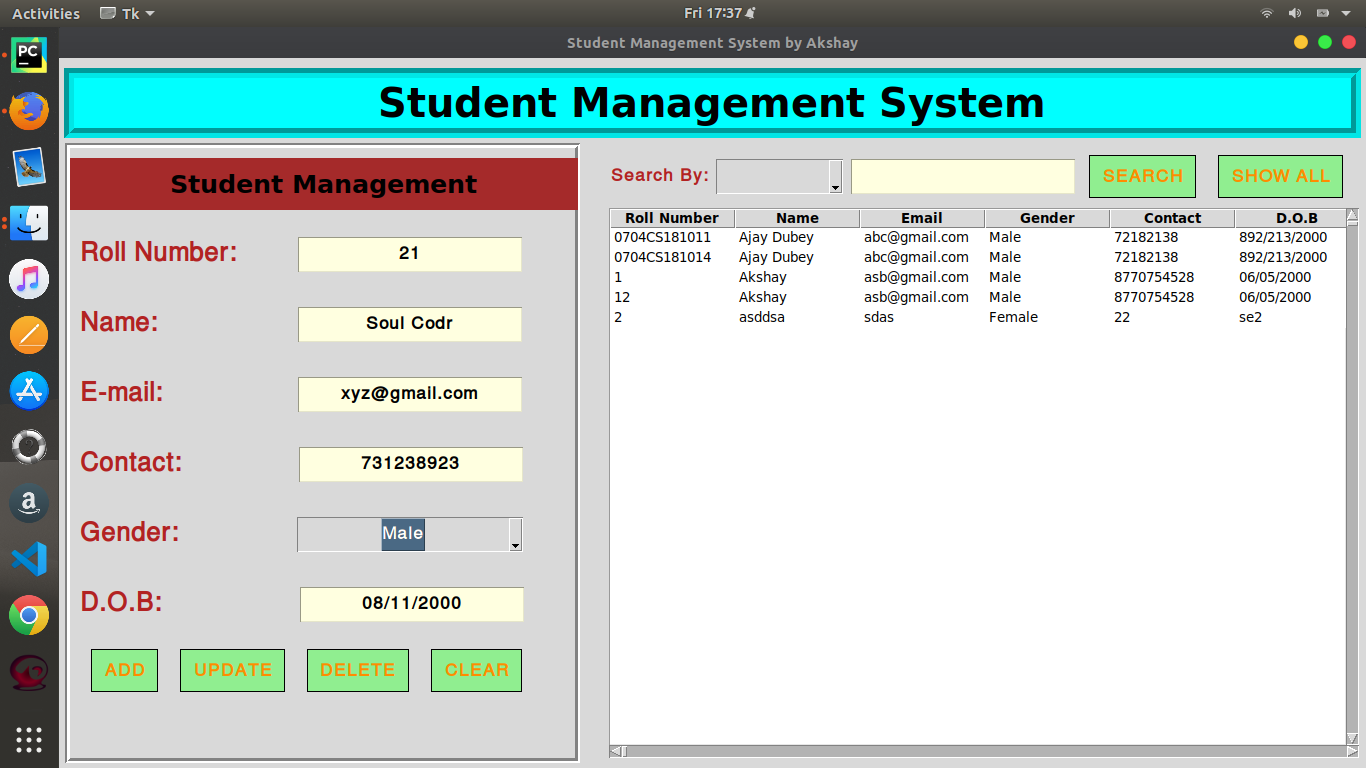 Activities Tk Fri 17:37
Student Management System by Akshay
PC
Student Management System
Student Management
Roll Number: 21
Name: Soul Codr
E-mail: xyz@gmail.com
Contact: 731238923
Gender: Male
D.O.B: 08/11/2000
ADD UPDATE DELETE CLEAR
Search By: SEARCH SHOW ALL
Roll Number Name Email Gender Contact D.O.B
0704CS181011 Ajay Dubey abc@gmail.com Male 72182138 892/213/2000
0704CS181014 Ajay Dubey abc@gmail.com Male 72182138 892/213/2000
1 Akshay asb@gmail.com Male 8770754528 06/05/2000
12 Akshay asb@gmail.com Male 8770754528 06/05/2000
2 asddsa sdas Female 22 se2
a